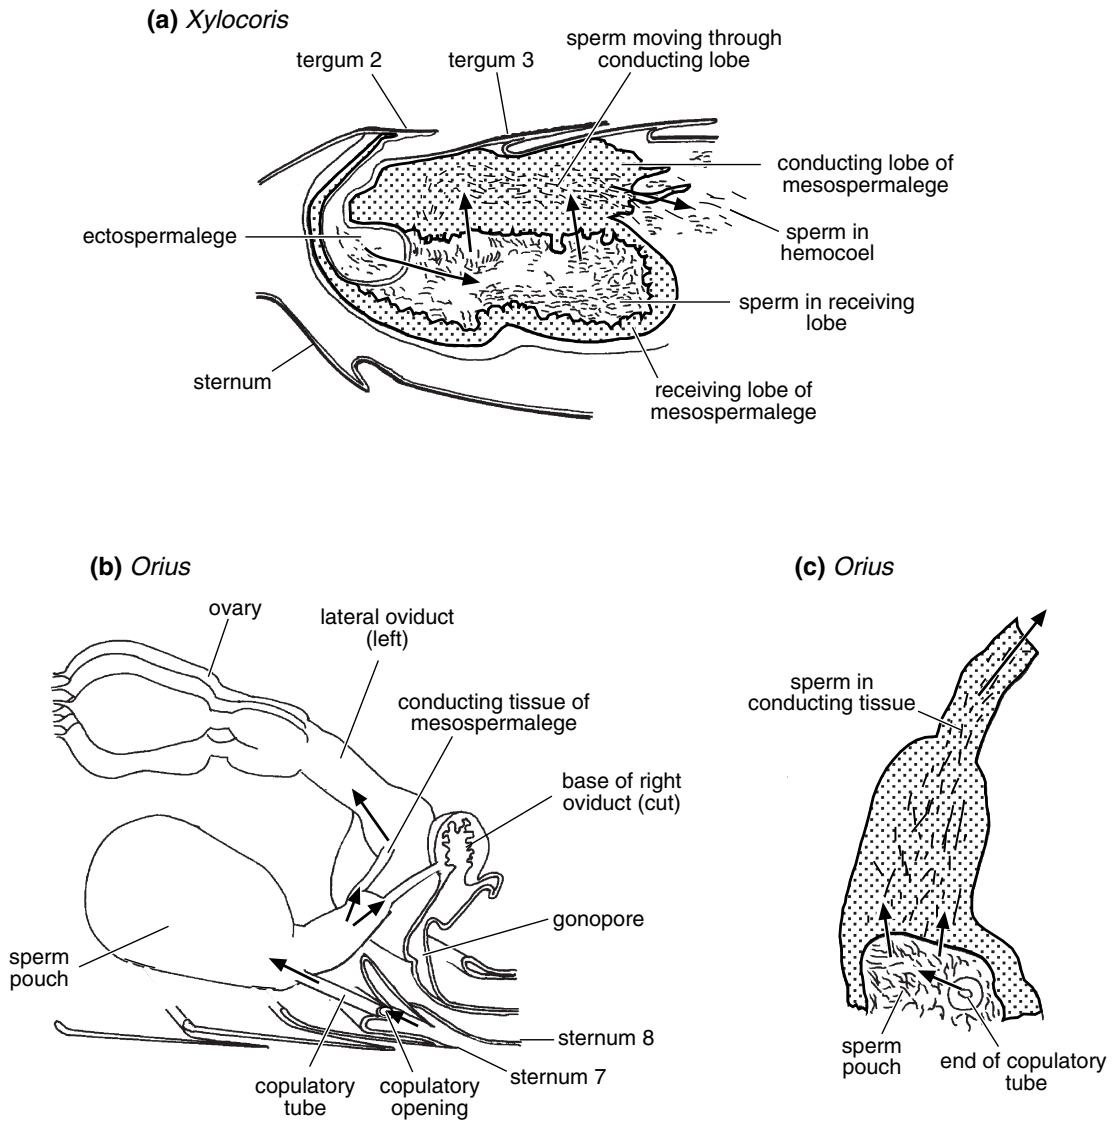 (a) Xylocoris
tergum 2
tergum 3
sperm moving through
conducting lobe
conducting lobe of
mesospermalege
ectospermalege
sperm in
hemocoel
sperm in receiving
lobe
sternum
receiving lobe of
mesospermalege
(b) Orius
ovary
lateral oviduct
(left)
conducting tissue of
mesospermalege
base of right
oviduct (cut)
gonopore
sperm
pouch
sternum 8
sternum 7
copulatory
tube
copulatory
opening
(c) Orius
sperm in
conducting tissue
sperm
pouch
end of copulatory
tube